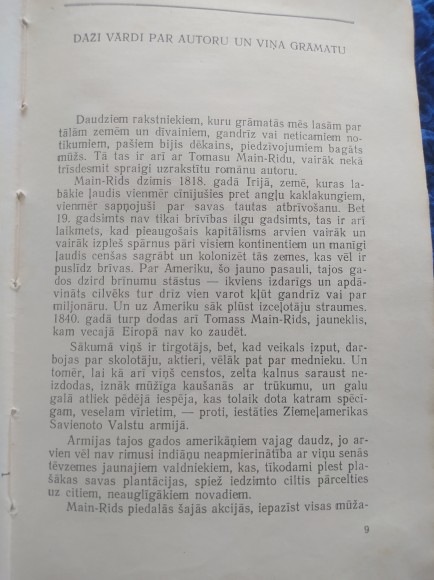 DAŽI VĀRDI PAR AUTORU UN VIŅA GRĀMATU
Daudziem rakstniekiem, kuru grāmatās mēs lasām par
tālām zemēm un dīvainiem, gandrīz vai neticamiem no-
tikumiem, pašiem bijis dēkains, piedzīvojumiem bagāts
mūžs. Tā tas ir arī ar Tomasu Main-Ridu, vairāk nekā
trīsdesmit spraigi uzrakstītu romānu autoru.
Main-Rids dzimis 1818. gadā Īrijā, zemē, kuras la-
bākie ļaudis vienmēr cīnījušies pret angļu kaklakungiem,
vienmēr sapņojuši par savas tautas atbrīvošanu. Bet
19. gadsimts nav tikai brīvības ilgu gadsimts, tas ir arī
laikmets, kad pieaugošais kapitālisms arvien vairāk un
vairāk izpleš spārnus pāri visiem kontinentiem un manīgi
ļaudis cenšas sagrābt un kolonizēt tās zemes, kas vēl ir
puslīdz brīvas. Par Ameriku, šo jauno pasauli, tajos ga-
dos dzird brīnumu stāstus — ikviens izdarīgs un apdā-
vināts cilvēks tur drīz vien varot kļūt gandrīz vai par
miljonāru. Un uz Ameriku sāk plūst izceļotāju straumes.
1840. gadā turp dodas arī Tomass Main-Rids, jauneklis,
kam vecajā Eiropā nav ko zaudēt.
Sākumā viņš ir tirgotājs, bet, kad veikals izput, dar-
bojas par skolotāju, aktieri, vēlāk pat par mednieku. Un
tomēr, lai kā arī viņš censtos, zelta kalnus saraust ne-
izdodas, iznāk mūžīga kaušanās ar trūkumu, un galu
galā atliek pēdējā iespēja, kas tolaik dota katram spēcī-
gam, veselam vīrietim, — proti, iestāties Ziemeļamerikas
Savienoto Valstu armijā.
Armijas tajos gados amerikāņiem vajag daudz, jo ar-
vien vēl nav rimusi indiāņu neapmierinātība ar viņu senās
tēvzemes jaunajiem valdniekiem, kas, tīkodami plest pla-
šākas savas plantācijas, spiež iedzimto ciltis pārcelties
uz citiem, neauglīgākiem novadiem.
Main-Rids piedalās šajās akcijās, iepazīst visas mūža-
9